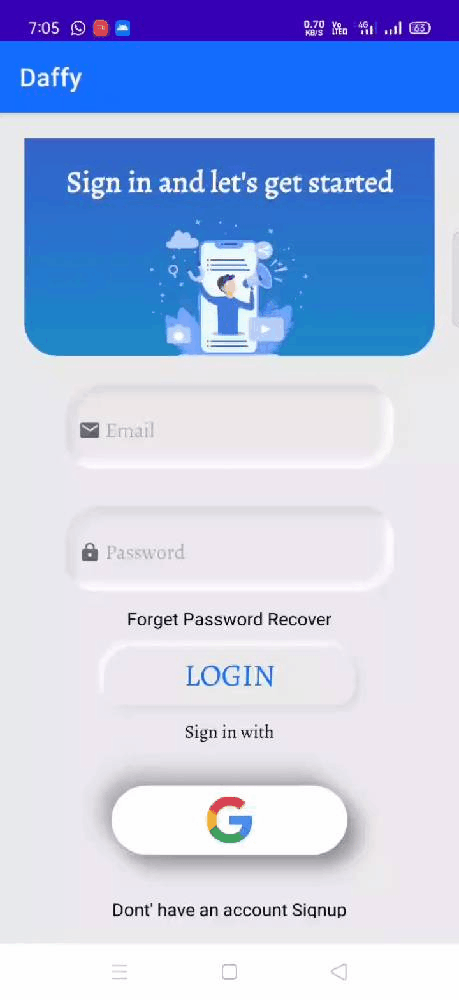 7:05
0.70 KB/S Vo LTED 4G 65
Daffy
Sign in and let's get started
Email
Password
Forget Password Recover
LOGIN
Sign in with
Dont' have an account Signup